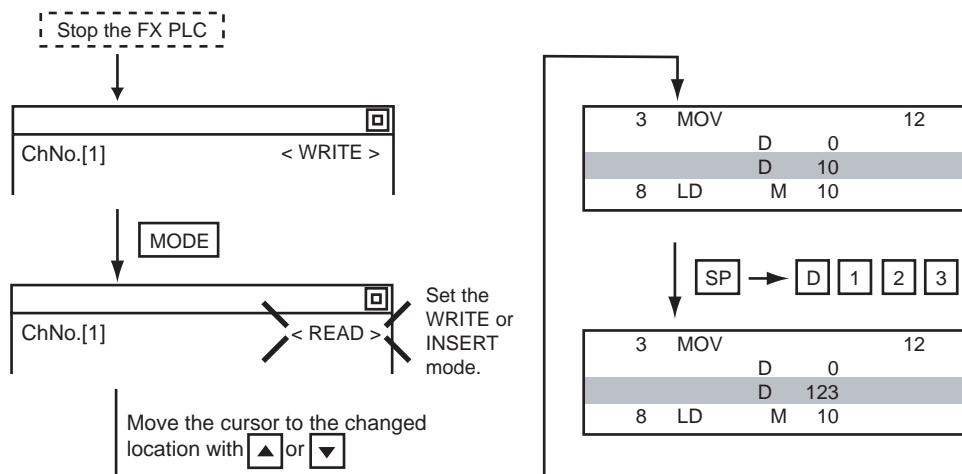 Stop the FX PLC
ChNo.[1] < WRITE >
MODE
ChNo.[1] < READ >
Set the
WRITE or
INSERT
mode.
Move the cursor to the changed
location with ▲ or ▼
3 MOV 12
D 0
D 10
8 LD M 10
SP → D 1 2 3
3 MOV 12
D 0
D 123
8 LD M 10